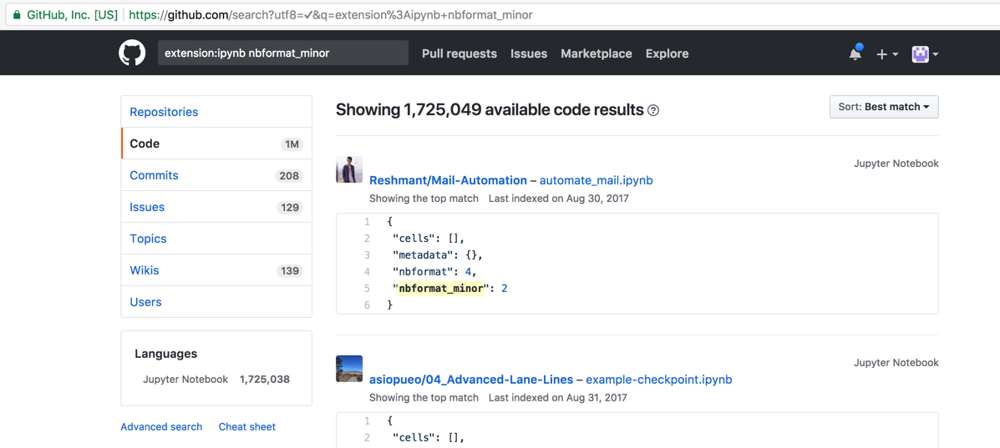 GitHub, Inc. [US] https://github.com/search?utf8=✓&q=extension%3Aipynb+nbformat_minor
extension:ipynb nbformat_minor Pull requests Issues Marketplace Explore
Repositories
Code 1M
Commits 208
Issues 129
Topics
Wikis 139
Users
Languages
Jupyter Notebook 1,725,038
Advanced search Cheat sheet
Showing 1,725,049 available code results ?
Sort: Best match
Reshmant/Mail-Automation – automate_mail.ipynb
Jupyter Notebook
Showing the top match Last indexed on Aug 30, 2017
1 {
2 "cells": [],
3 "metadata": {},
4 "nbformat": 4,
5 "nbformat_minor": 2
6 }
asiopueo/04_Advanced-Lane-Lines – example-checkpoint.ipynb
Jupyter Notebook
Showing the top match Last indexed on Aug 31, 2017
1 {
2 "cells": [],